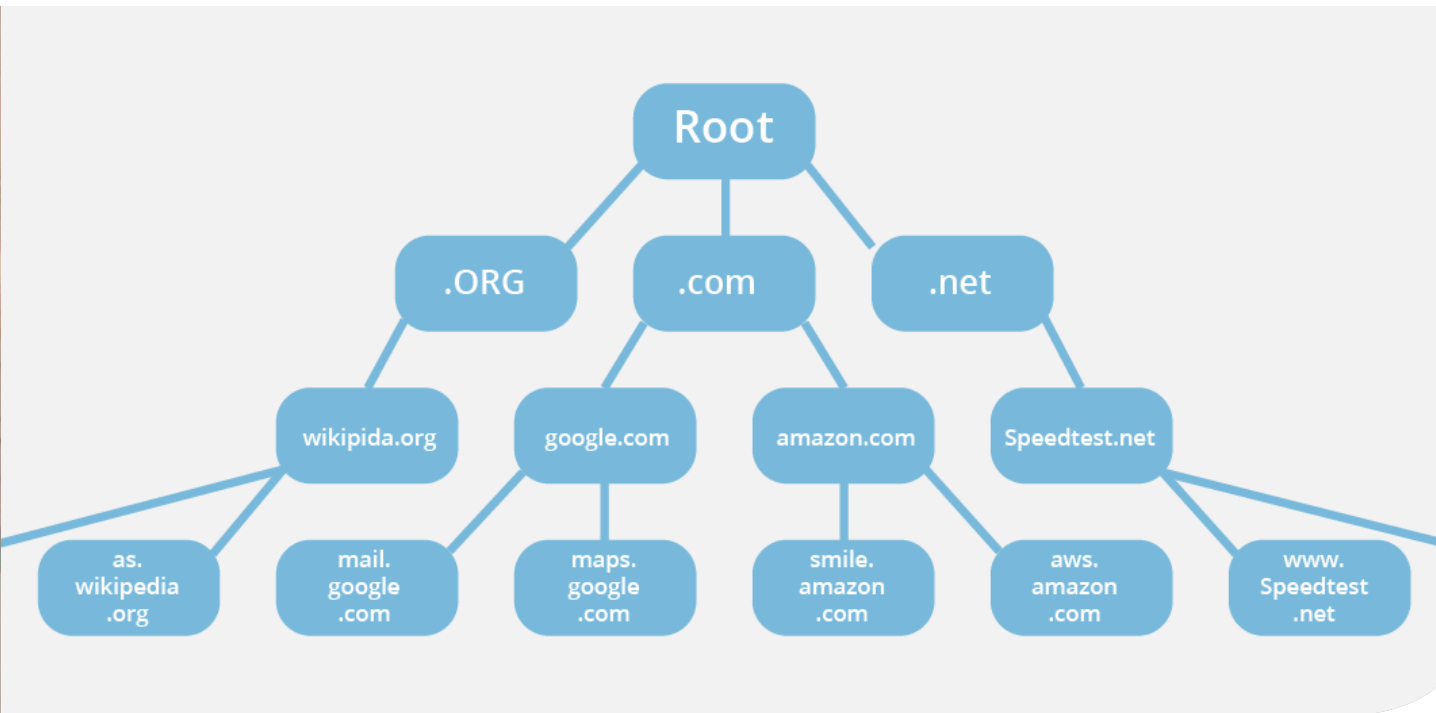 Root
.ORG
.com
.net
wikipida.org
google.com
amazon.com
Speedtest.net
as.
wikipedia
.org
mail.
google
.com
maps.
google
.com
smile.
amazon
.com
aws.
amazon
.com
www.
Speedtest
.net